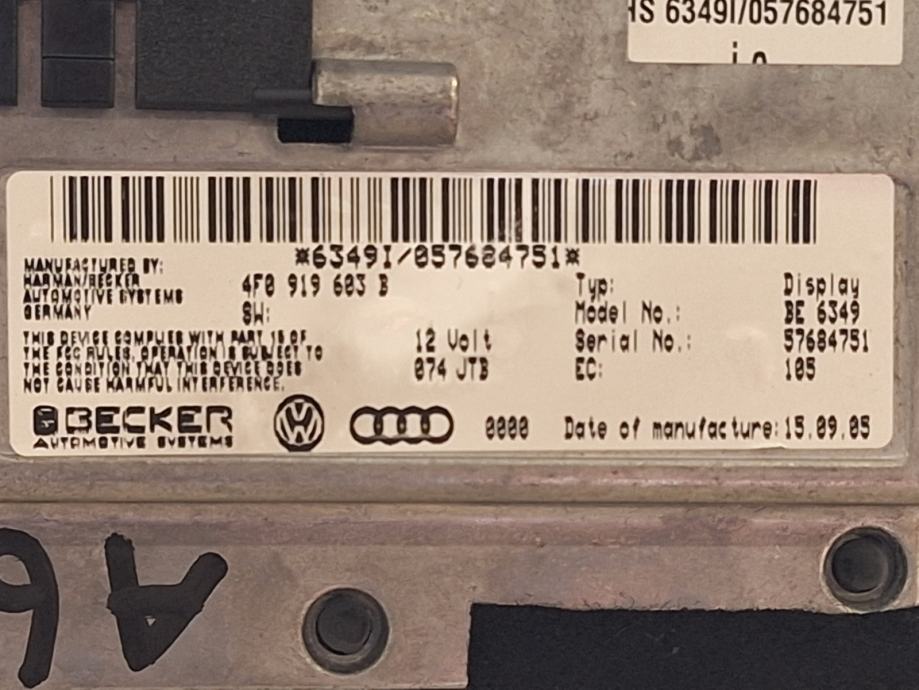 HS 6349I/057684751
i.o
*6349I/057684751*
MANUFACTURED BY:
HARMAN/BECKER
AUTOMOTIVE SYSTEMS
GERMANY
4F0 919 603 B
SW:
Typ: Display
Model No.: BE 6349
Serial No.: 57684751
EC: 105
12 Volt
074 JTB
THIS DEVICE COMPLIES WITH PART 15 OF
THE FCC RULES. OPERATION IS SUBJECT TO
THE CONDITION THAT THIS DEVICE DOES
NOT CAUSE HARMFUL INTERFERENCE.
BECKER
AUTOMOTIVE SYSTEMS
0000
Date of manufacture: 15.09.05
A6